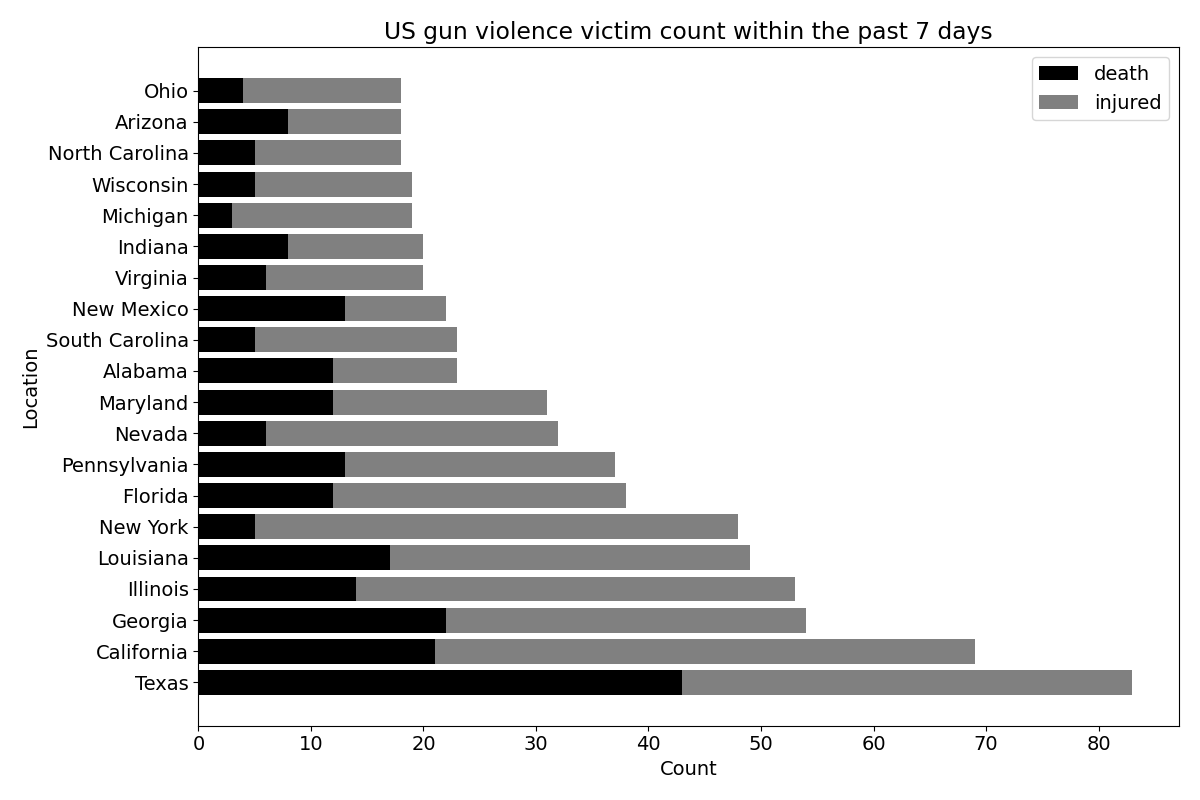 US gun violence victim count within the past 7 days
death
injured
Location
Ohio
Arizona
North Carolina
Wisconsin
Michigan
Indiana
Virginia
New Mexico
South Carolina
Alabama
Maryland
Nevada
Pennsylvania
Florida
New York
Louisiana
Illinois
Georgia
California
Texas
0 10 20 30 40 50 60 70 80
Count